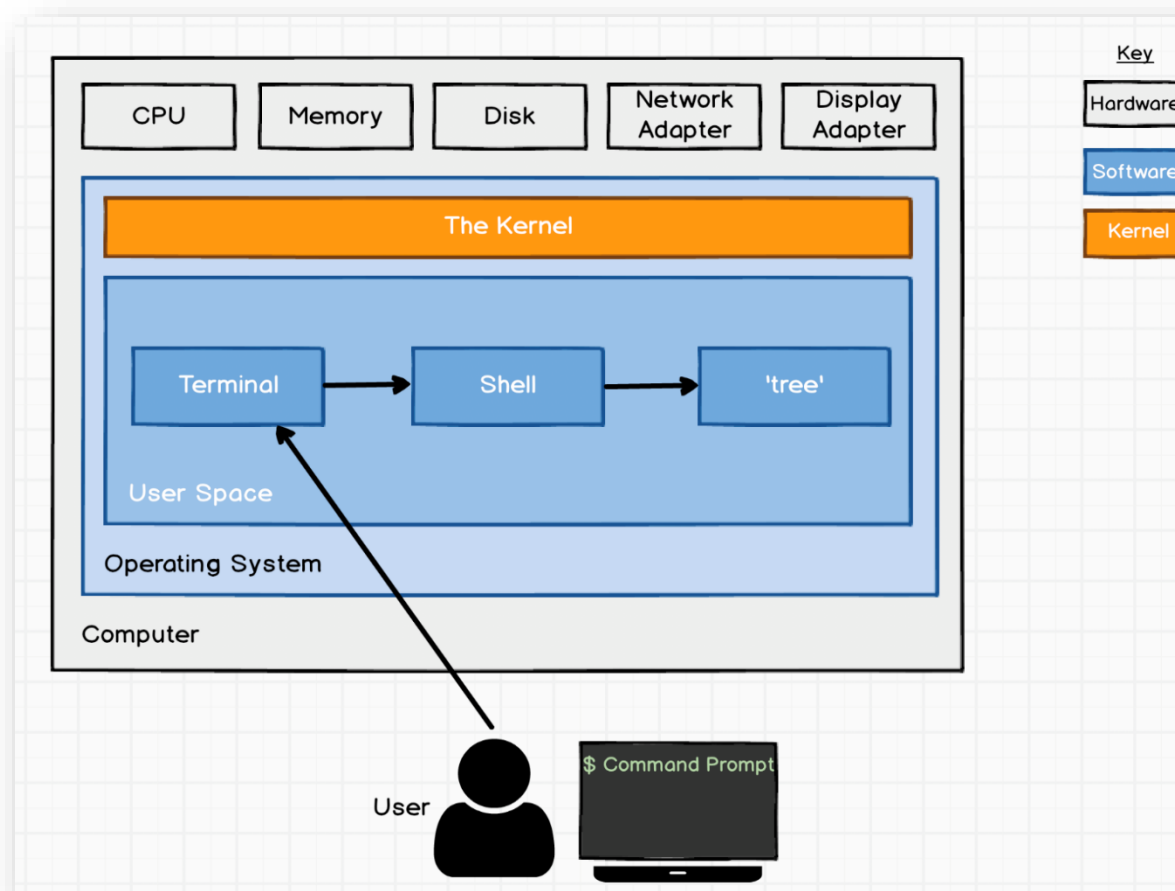 Key
CPU
Memory
Disk
Network
Adapter
Display
Adapter
Hardware
Software
The Kernel
Kernel
Terminal
Shell
'tree'
User Space
Operating System
Computer
$ Command Prompt
User